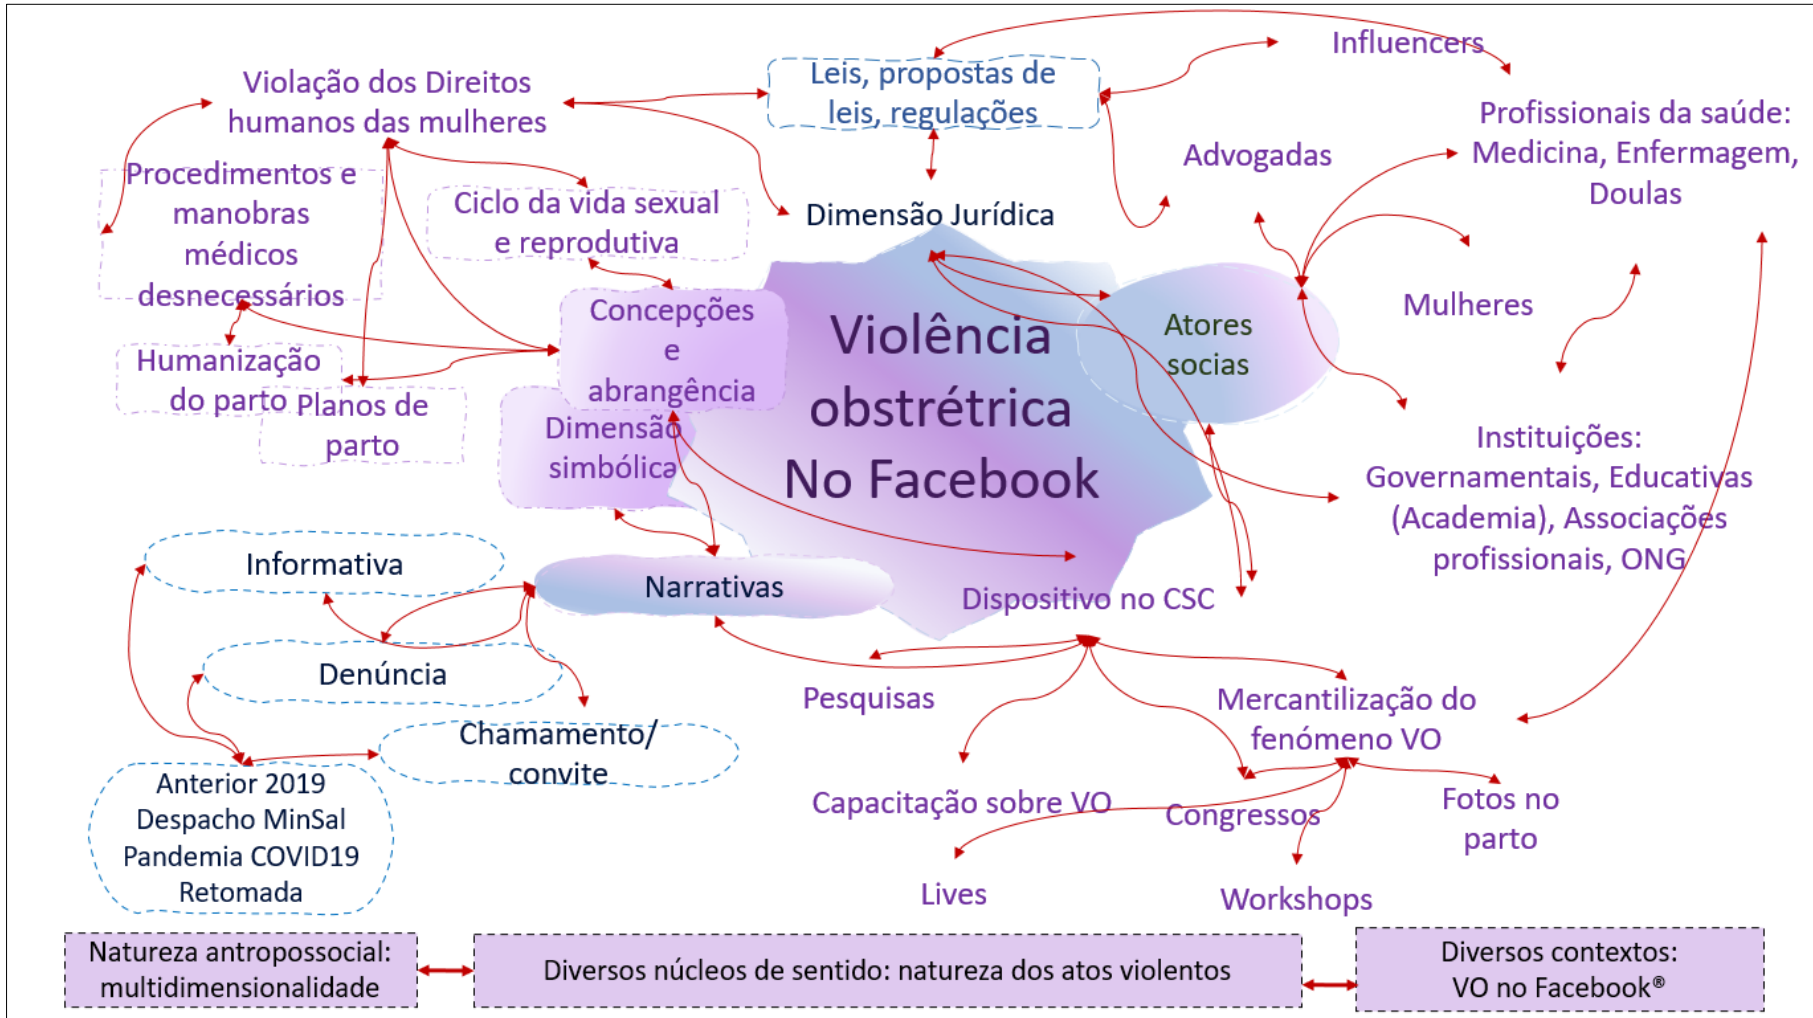 Influencers
Leis, propostas de
leis, regulações
Violação dos Direitos
humanos das mulheres
Profissionais da saúde:
Medicina, Enfermagem,
Doulas
Advogadas
Procedimentos e
manobras
médicos
desnecessários
Ciclo da vida sexual
e reprodutiva
Dimensão Jurídica
Mulheres
Concepções
e
abrangência
Violência
obstrétrica
No Facebook
Atores
socias
Humanização
do parto
Planos de
parto
Dimensão
simbólica
Instituições:
Governamentais, Educativas
(Academia), Associações
profissionais, ONG
Informativa
Narrativas
Dispositivo no CSC
Denúncia
Pesquisas
Mercantilização do
fenómeno VO
Chamamento/
convite
Anterior 2019
Despacho MinSal
Pandemia COVID19
Retomada
Capacitação sobre VO
Congressos
Fotos no
parto
Lives
Workshops
Natureza antropossocial:
multidimensionalidade
Diversos núcleos de sentido: natureza dos atos violentos
Diversos contextos:
VO no Facebook®